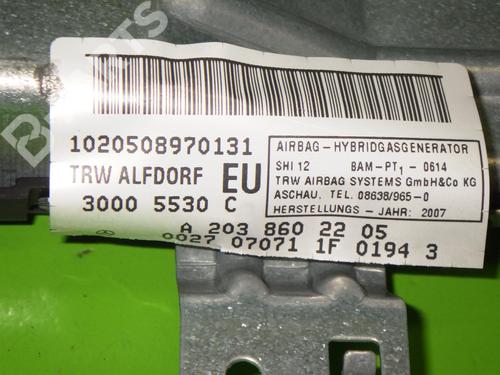 B-PARTS
1020508970131
TRW ALFDORF EU
3000 5530 C
AIRBAG-HYBRIDGASGENERATOR
SHI 12 BAM-PT1-0614
TRW AIRBAG SYSTEMS GmbH&Co KG
ASCHAU. TEL. 08638/965-0
HERSTELLUNGS - JAHR: 2007
A 203 860 22 05
0027 07071 1F 0194 3